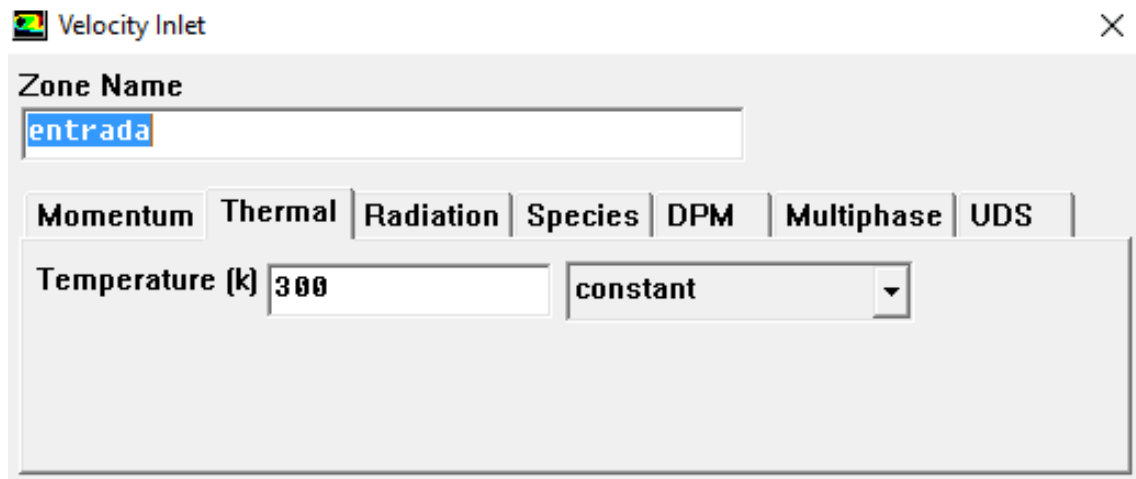 Velocity Inlet
Zone Name
entrada
Momentum Thermal Radiation Species DPM Multiphase UDS
Temperature (k) 300 constant